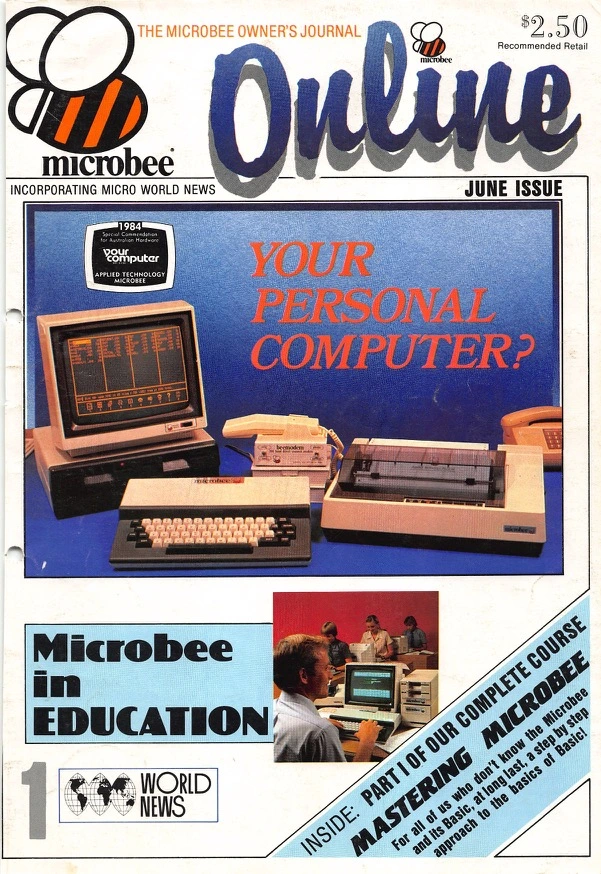 THE MICROBEE OWNER'S JOURNAL
$2.50
Recommended Retail
microbee
Online
microbee
INCORPORATING MICRO WORLD NEWS
JUNE ISSUE
1984
Special Commendation
for Australian Hardware
your
computer
APPLIED TECHNOLOGY
MICROBEE
YOUR
PERSONAL
COMPUTER?
beemodem
microbee
Microbee
in
EDUCATION
1
WORLD
NEWS
INSIDE: PART I OF OUR COMPLETE COURSE
MASTERING MICROBEE
For all of us who don't know the Microbee
and its Basic, at long last, a step by step
approach to the basics of Basic!